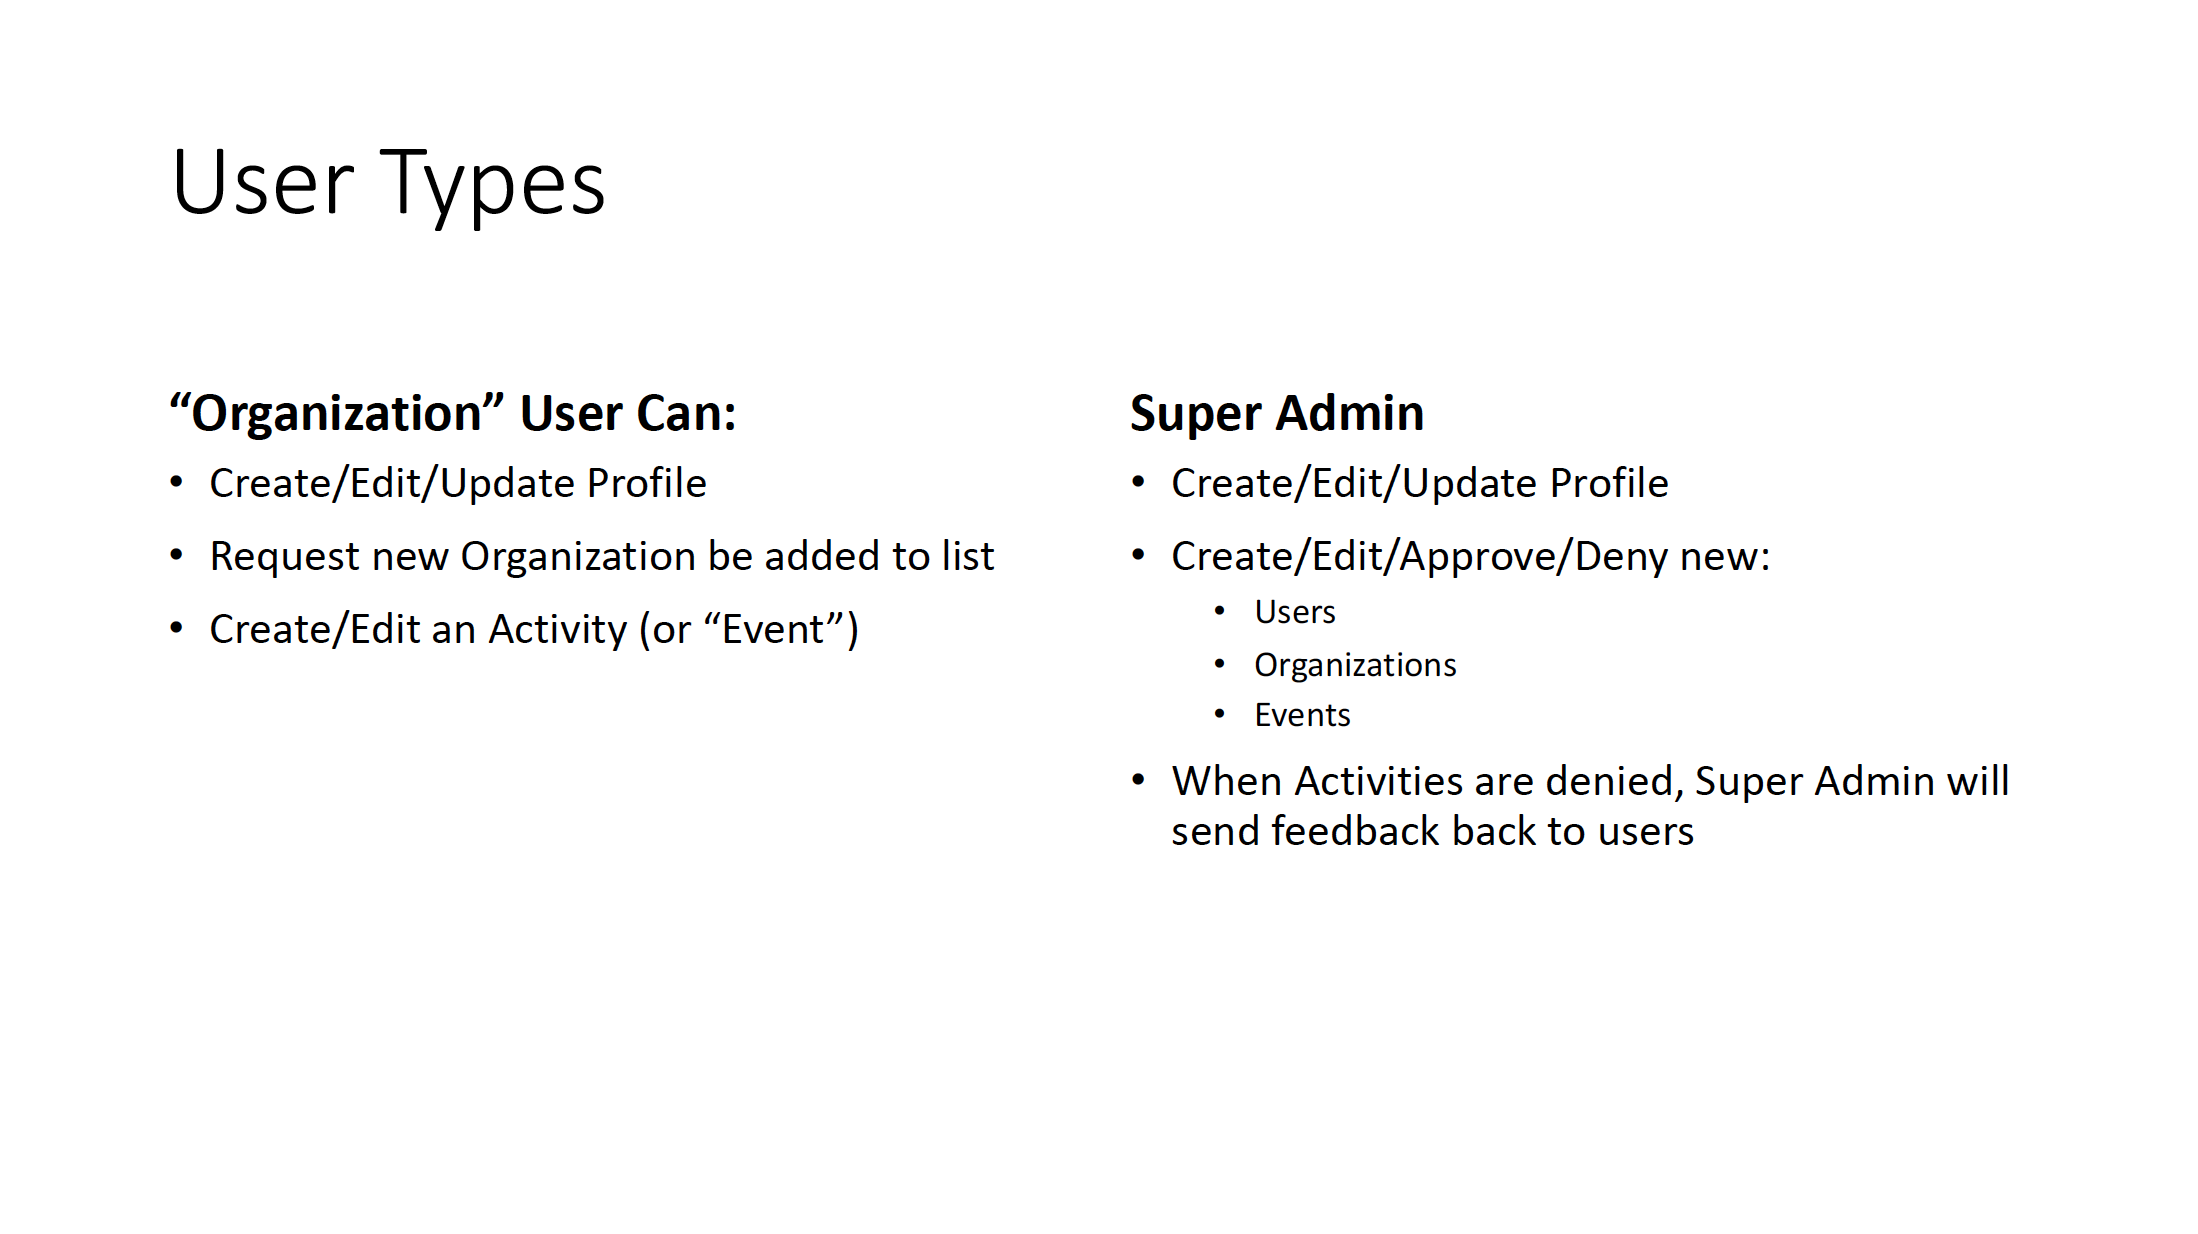 User Types
“Organization” User Can:
• Create/Edit/Update Profile
• Request new Organization be added to list
• Create/Edit an Activity (or “Event”)
Super Admin
• Create/Edit/Update Profile
• Create/Edit/Approve/Deny new:
• Users
• Organizations
• Events
• When Activities are denied, Super Admin will
send feedback back to users